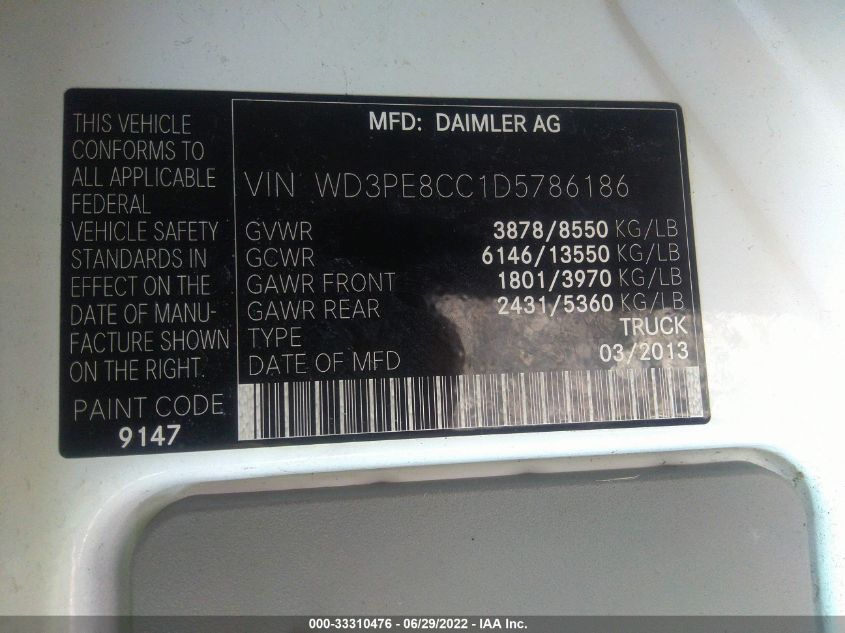 THIS VEHICLE
CONFORMS TO
ALL APPLICABLE
FEDERAL
VEHICLE SAFETY
STANDARDS IN
EFFECT ON THE
DATE OF MANU-
FACTURE SHOWN
ON THE RIGHT.
PAINT CODE
9147
MFD: DAIMLER AG
VIN WD3PE8CC1D5786186
GVWR 3878/8550 KG/LB
GCWR 6146/13550 KG/LB
GAWR FRONT 1801/3970 KG/LB
GAWR REAR 2431/5360 KG/LB
TYPE TRUCK
DATE OF MFD 03/2013
000-33310476 - 06/29/2022 - IAA Inc.